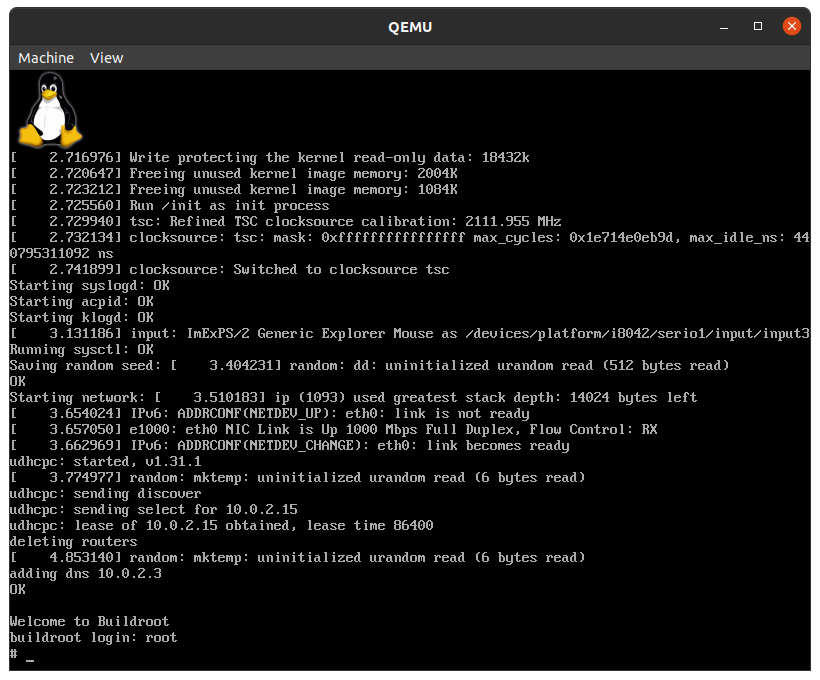 QEMU
Machine View
[    2.716976] Write protecting the kernel read-only data: 18432k
[    2.720647] Freeing unused kernel image memory: 2004K
[    2.723212] Freeing unused kernel image memory: 1084K
[    2.725560] Run /init as init process
[    2.729940] tsc: Refined TSC clocksource calibration: 2111.955 MHz
[    2.732134] clocksource: tsc: mask: 0xffffffffffffffff max_cycles: 0x1e714e0eb9d, max_idle_ns: 44
0795311092 ns
[    2.741899] clocksource: Switched to clocksource tsc
Starting syslogd: OK
Starting acpid: OK
Starting klogd: OK
[    3.131186] input: ImExPS/2 Generic Explorer Mouse as /devices/platform/i8042/serio1/input/input3
Running sysctl: OK
Saving random seed: [    3.404231] random: dd: uninitialized urandom read (512 bytes read)
OK
Starting network: [    3.510183] ip (1093) used greatest stack depth: 14024 bytes left
[    3.654024] IPv6: ADDRCONF(NETDEV_UP): eth0: link is not ready
[    3.657050] e1000: eth0 NIC Link is Up 1000 Mbps Full Duplex, Flow Control: RX
[    3.662969] IPv6: ADDRCONF(NETDEV_CHANGE): eth0: link becomes ready
udhcpc: started, v1.31.1
[    3.774977] random: mktemp: uninitialized urandom read (6 bytes read)
udhcpc: sending discover
udhcpc: sending select for 10.0.2.15
udhcpc: lease of 10.0.2.15 obtained, lease time 86400
deleting routers
[    4.853140] random: mktemp: uninitialized urandom read (6 bytes read)
adding dns 10.0.2.3
OK
Welcome to Buildroot
buildroot login: root
# _